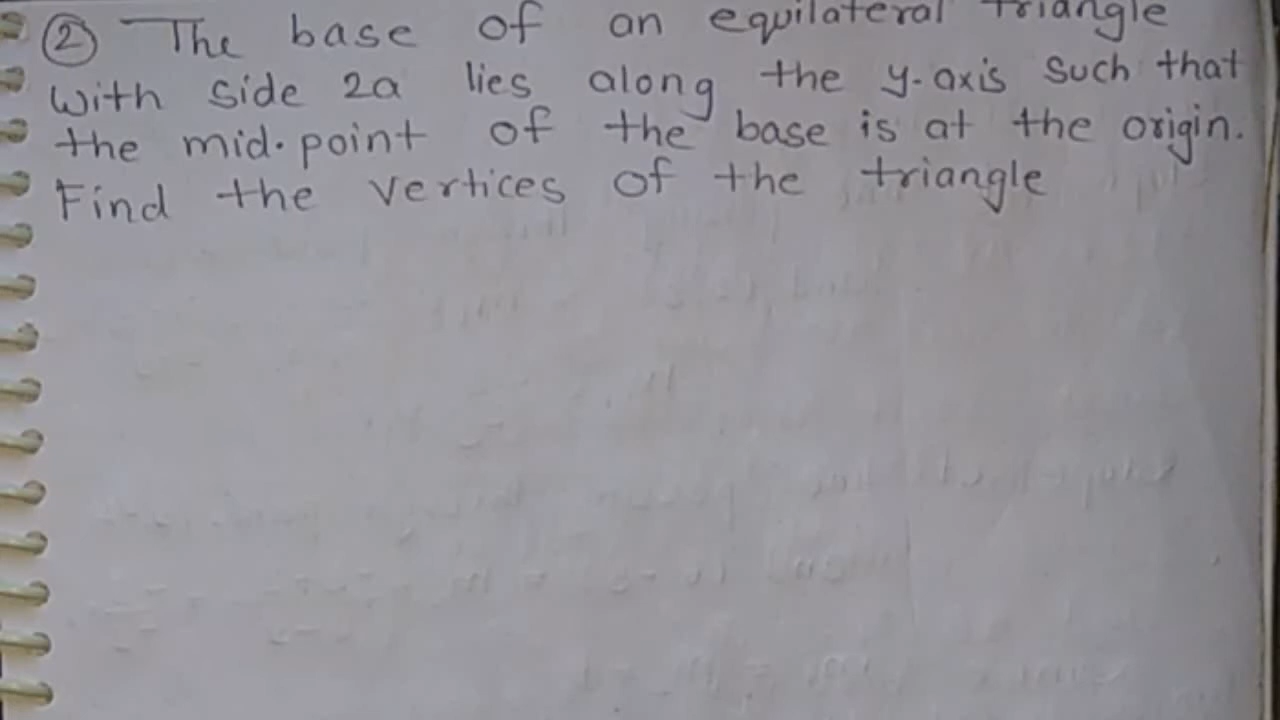 ② The base of an equilateral triangle
with side 2a lies along the y-axis such that
the mid-point of the base is at the origin.
Find the vertices of the triangle